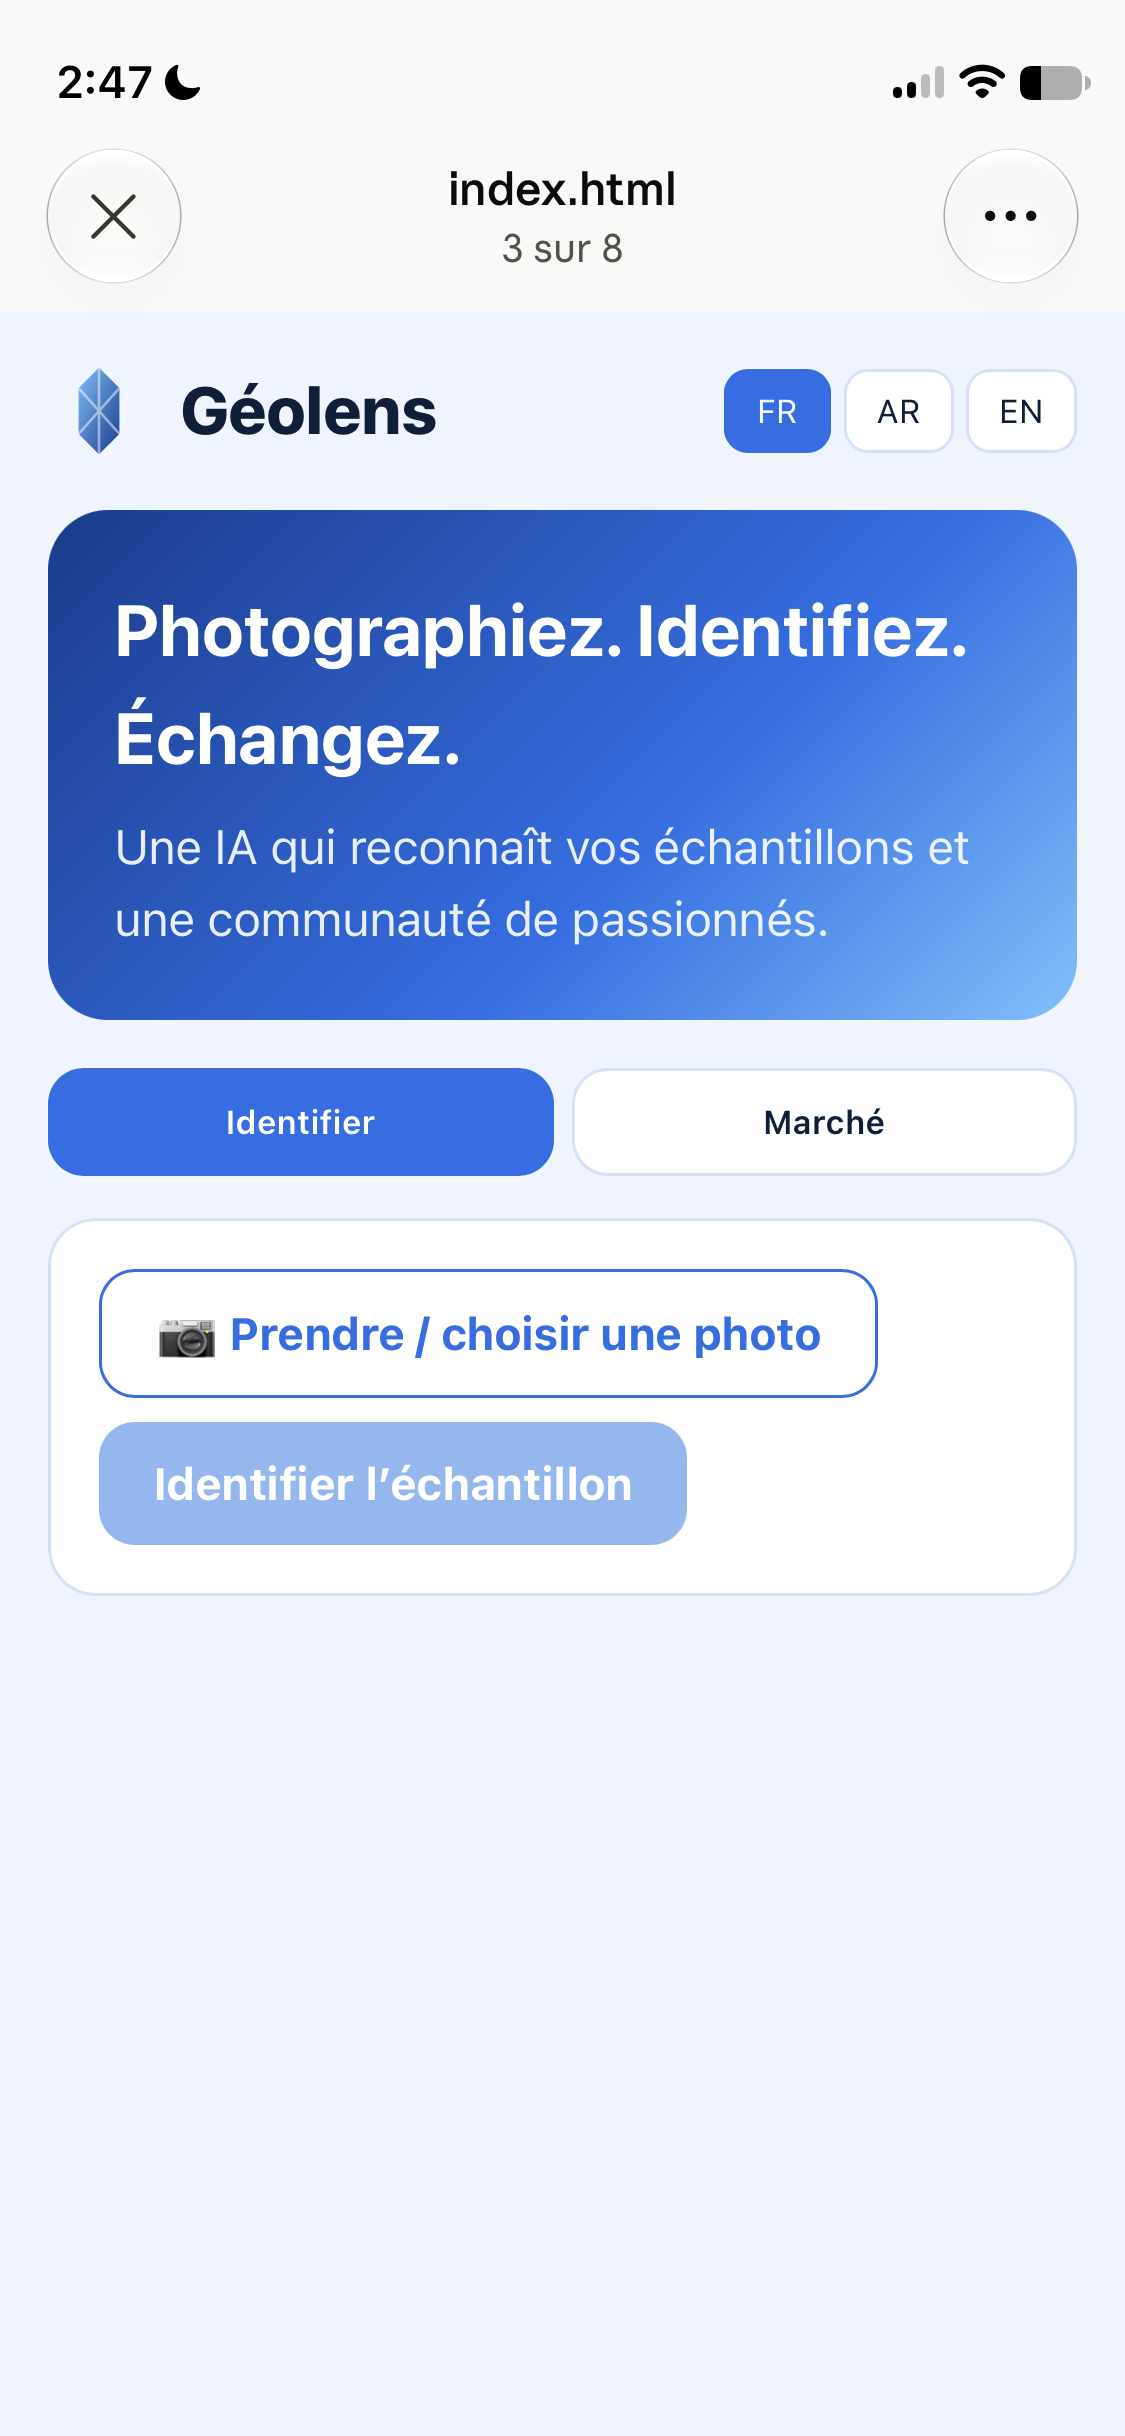 2:47
index.html
3 sur 8
Géolens
FR
AR
EN
Photographiez. Identifiez.
Échangez.
Une IA qui reconnaît vos échantillons et
une communauté de passionnés.
Identifier
Marché
Prendre / choisir une photo
Identifier l’échantillon